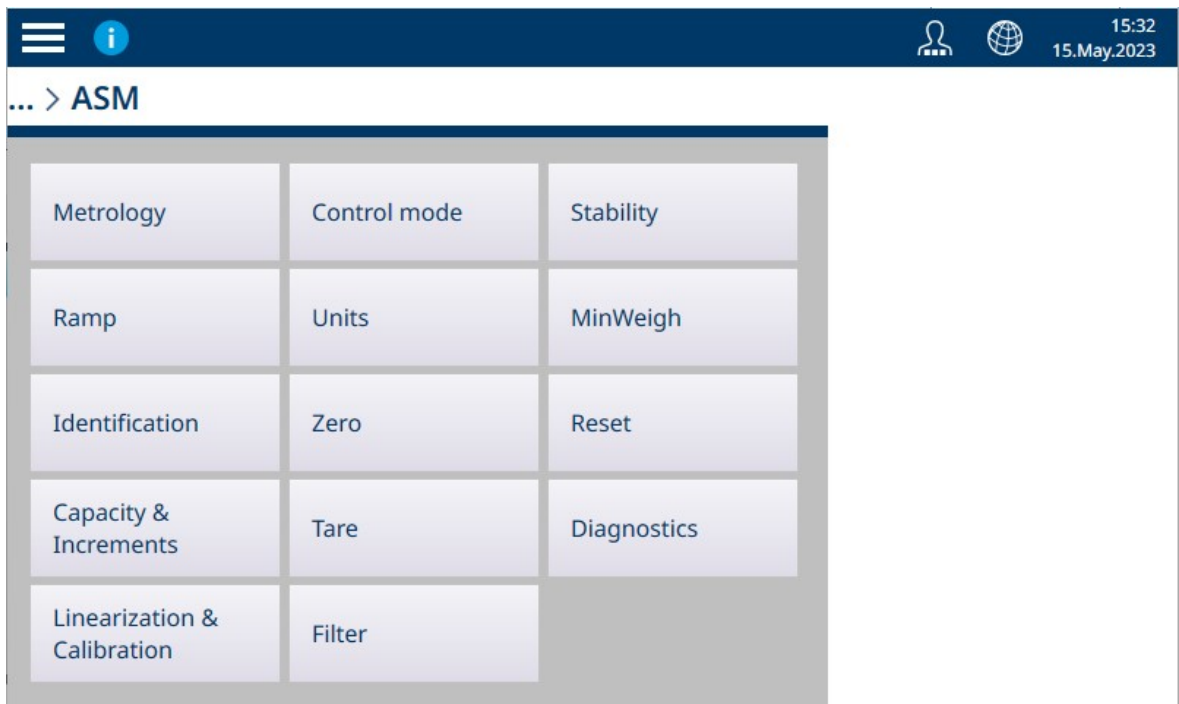 i
15:32
15.May.2023
... > ASM
Metrology
Control mode
Stability
Ramp
Units
MinWeigh
Identification
Zero
Reset
Capacity &
Increments
Tare
Diagnostics
Linearization &
Calibration
Filter